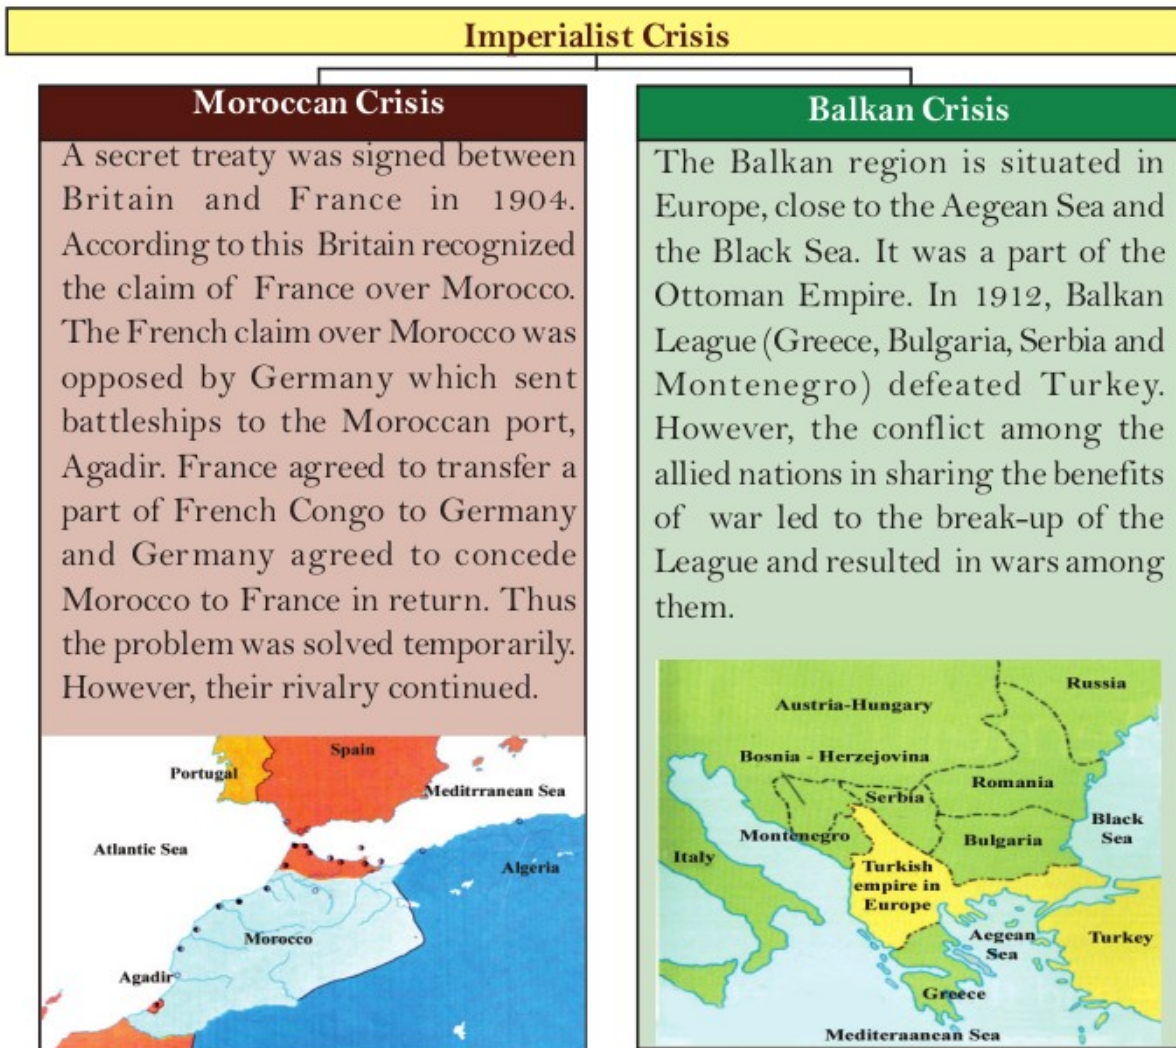 Imperialist Crisis
Moroccan Crisis
A secret treaty was signed between
Britain and France in 1904.
According to this Britain recognized
the claim of France over Morocco.
The French claim over Morocco was
opposed by Germany which sent
battleships to the Moroccan port,
Agadir. France agreed to transfer a
part of French Congo to Germany
and Germany agreed to concede
Morocco to France in return. Thus
the problem was solved temporarily.
However, their rivalry continued.
Spain
Portugal
Meditrranean Sea
Atlantic Sea
Algeria
Morocco
Agadir
Balkan Crisis
The Balkan region is situated in
Europe, close to the Aegean Sea and
the Black Sea. It was a part of the
Ottoman Empire. In 1912, Balkan
League (Greece, Bulgaria, Serbia and
Montenegro) defeated Turkey.
However, the conflict among the
allied nations in sharing the benefits
of war led to the break-up of the
League and resulted in wars among
them.
Russia
Austria-Hungary
Bosnia - Herzejovina
Romania
Serbia
Black
Sea
Montenegro
Bulgaria
Italy
Turkish
empire in
Europe
Aegean
Sea
Turkey
Greece
Mediteraanean Sea